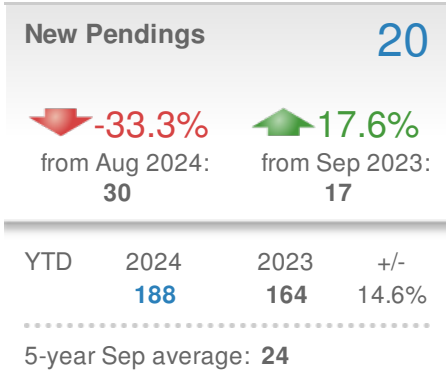 New Pendings 20
-33.3% 17.6%
from Aug 2024: from Sep 2023:
30 17
YTD 2024 2023 +/-
188 164 14.6%
5-year Sep average: 24